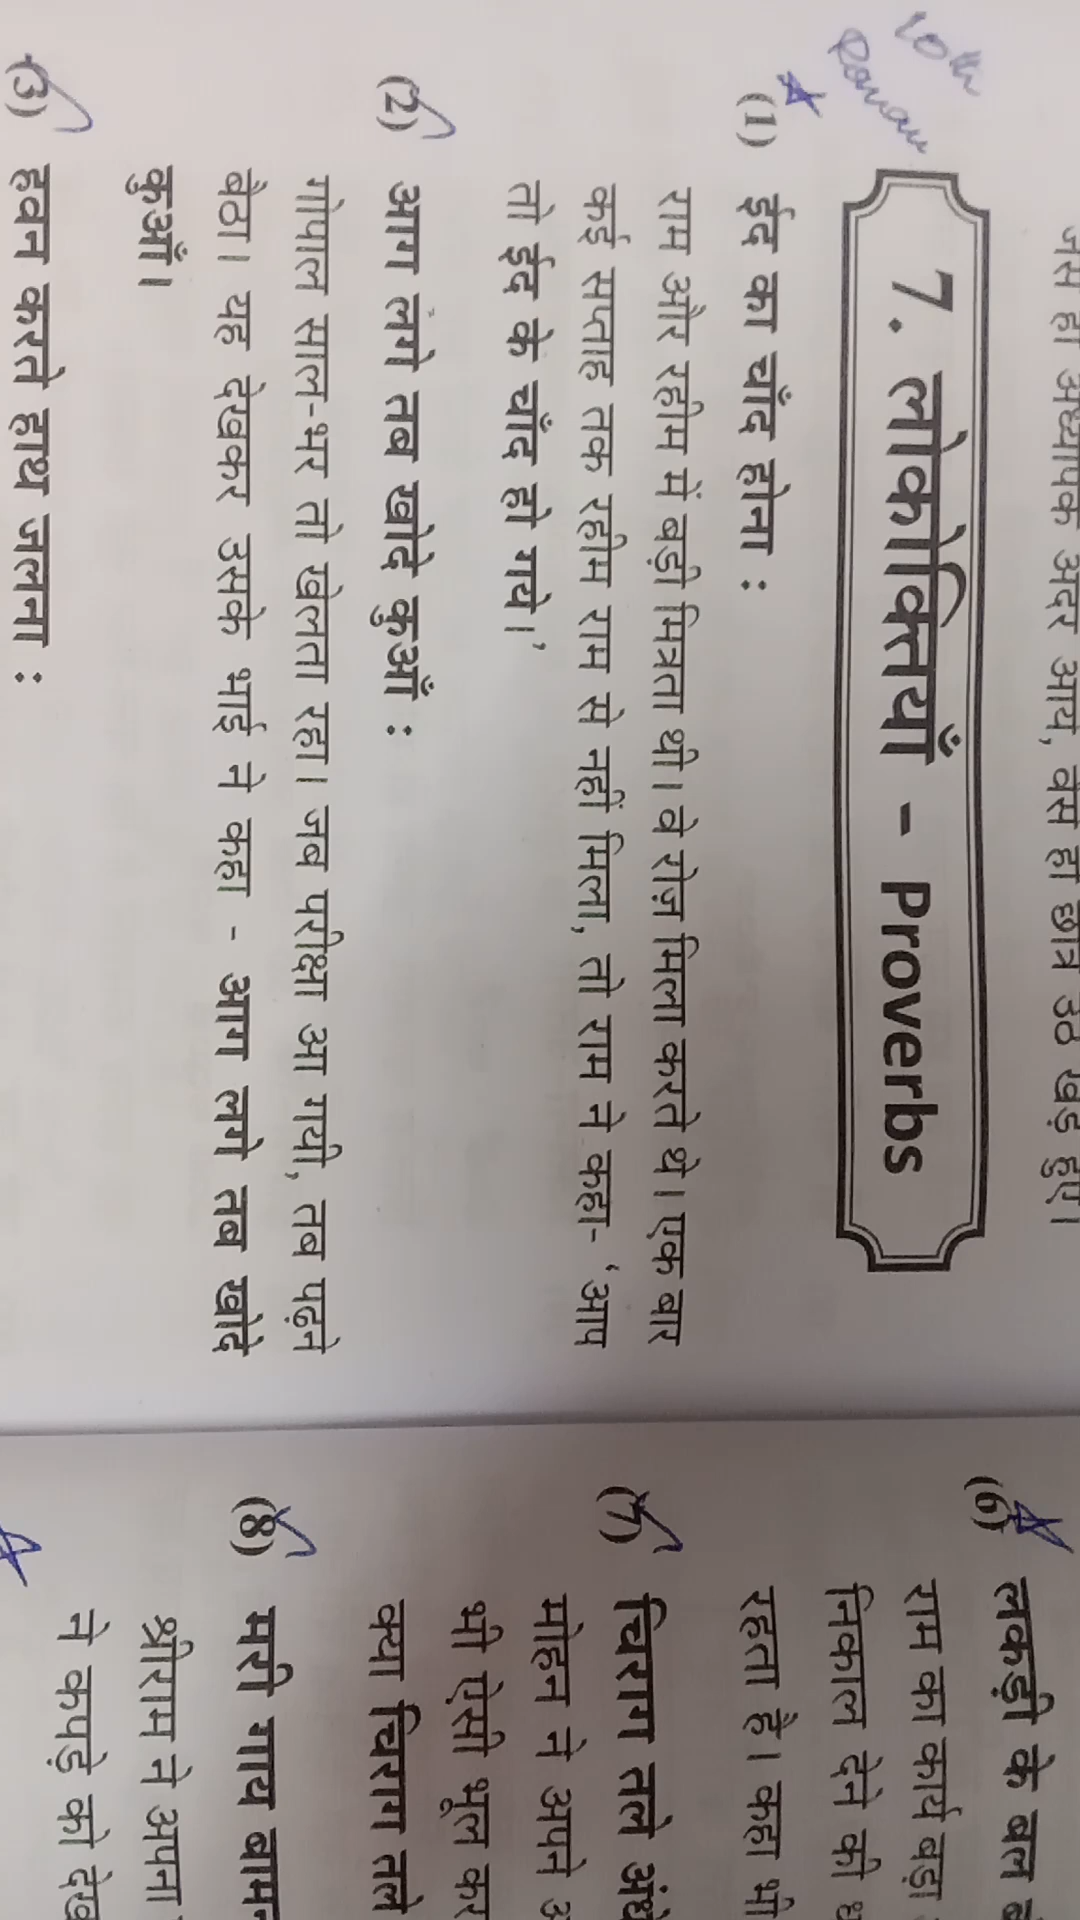 जैसे ही अध्यापक अंदर आये, वैसे ही छात्र उठ खड़े हुए।
10th
Raman
7. लोकोक्तियाँ - Proverbs
(1) ईद का चाँद होना :
राम और रहीम में बड़ी मित्रता थी। वे रोज़ मिला करते थे। एक बार
कई सप्ताह तक रहीम राम से नहीं मिला, तो राम ने कहा- ‘आप
तो ईद के चाँद हो गये।’
(2) आग लगे तब खोदे कुआँ :
गोपाल साल-भर तो खेलता रहा। जब परीक्षा आ गयी, तब पढ़ने
बैठा। यह देखकर उसके भाई ने कहा - आग लगे तब खोदे
कुआँ।
(3) हवन करते हाथ जलना :
(6) लकड़ी के बल
राम का कार्य बड़ा
निकाल देने की
रहता है। कहा भी
(7) चिराग तले
मोहन ने अपने
भी ऐसी भूल कर
क्या चिराग तले
(8) मरी गाय
श्रीराम ने अपना
ने कपड़े को